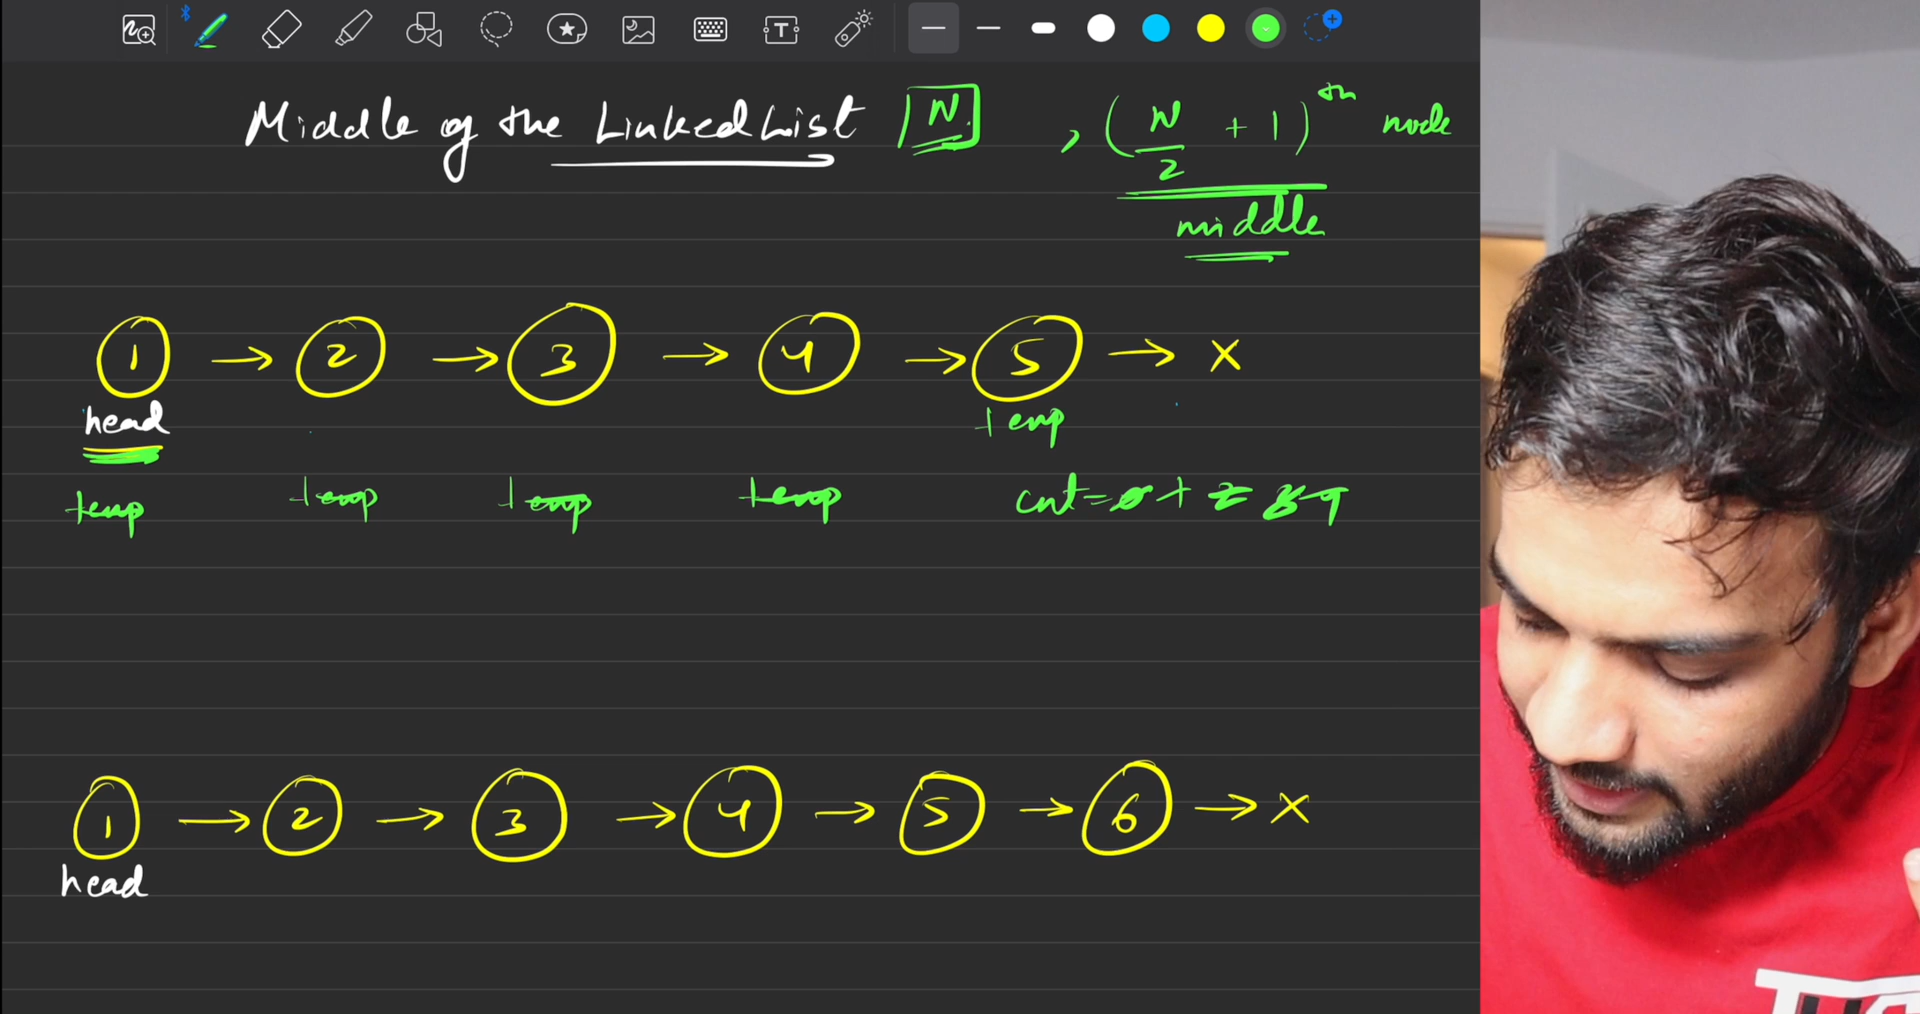 Middle of the LinkedList N , (N/2 + 1)th node
middle
1 → 2 → 3 → 4 → 5 → X
head
temp
temp temp temp temp cnt = 0 1 2 3 4
1 → 2 → 3 → 4 → 5 → 6 → X
head